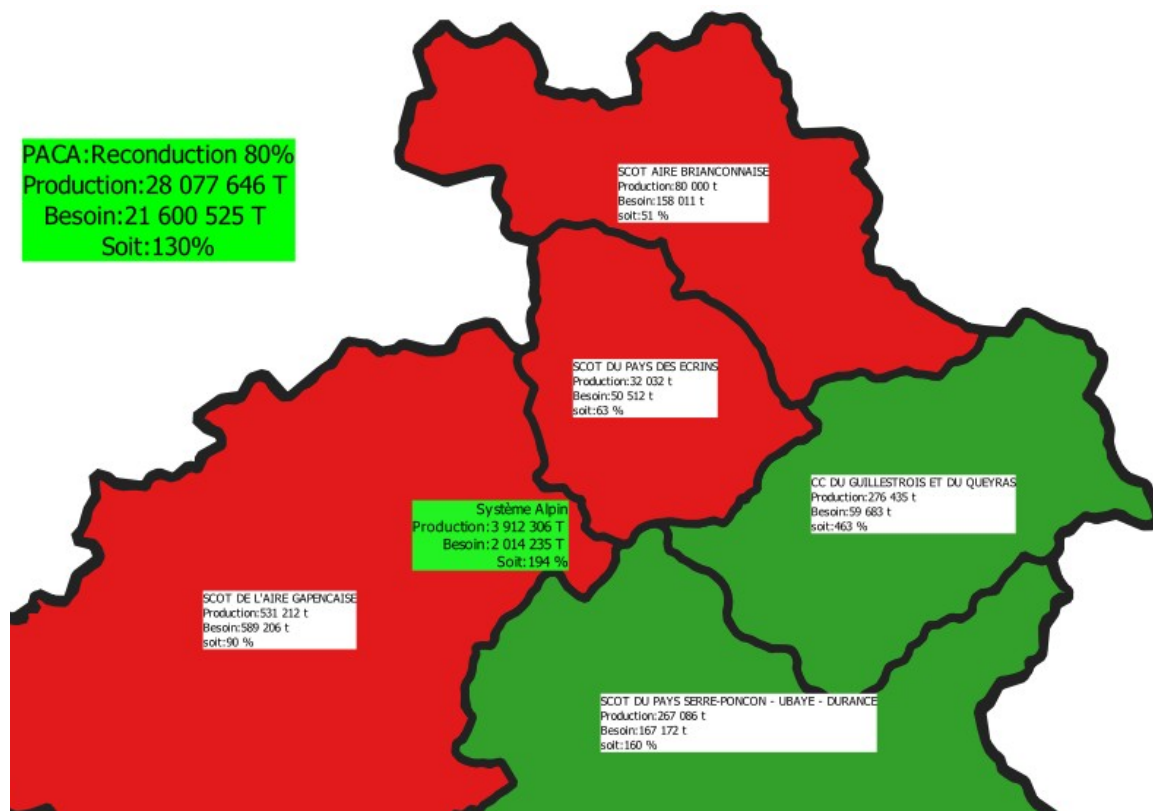 PACA:Reconduction 80%
Production:28 077 646 T
Besoin:21 600 525 T
Soit:130%
SCOT AIRE BRIANCONNAISE
Production:80 000 t
Besoin:158 011 t
soit:51 %
SCOT DU PAYS DES ECRINS
Production:32 032 t
Besoin:50 512 t
soit:63 %
CC DU GUILLESTROIS ET DU QUEYRAS
Production:276 435 t
Besoin:59 683 t
soit:463 %
Système Alpin
Production:3 912 306 T
Besoin:2 014 235 T
Soit:194 %
SCOT DE L'AIRE GAPENCAISE
Production:531 212 t
Besoin:589 206 t
soit:90 %
SCOT DU PAYS SERRE-PONCON - UBAYE - DURANCE
Production:267 086 t
Besoin:167 172 t
soit:160 %